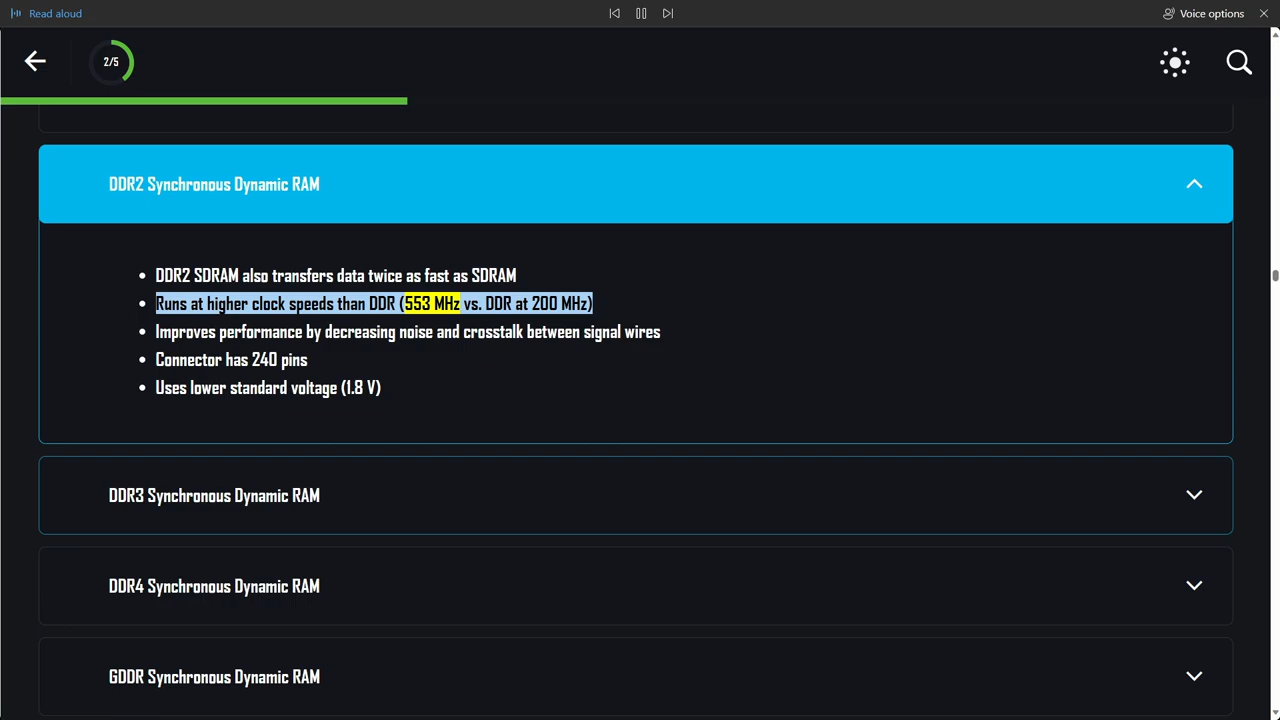 Read aloud
Voice options
2/5
DDR2 Synchronous Dynamic RAM
DDR2 SDRAM also transfers data twice as fast as SDRAM
Runs at higher clock speeds than DDR (553 MHz vs. DDR at 200 MHz)
Improves performance by decreasing noise and crosstalk between signal wires
Connector has 240 pins
Uses lower standard voltage (1.8 V)
DDR3 Synchronous Dynamic RAM
DDR4 Synchronous Dynamic RAM
GDDR Synchronous Dynamic RAM